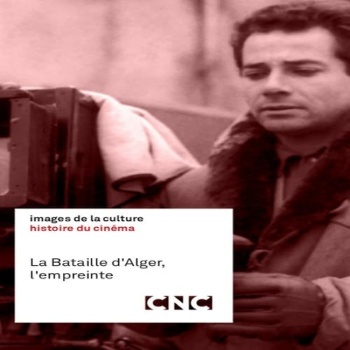 images de la culture
histoire du cinéma
La Bataille d'Alger,
l'empreinte
CNC